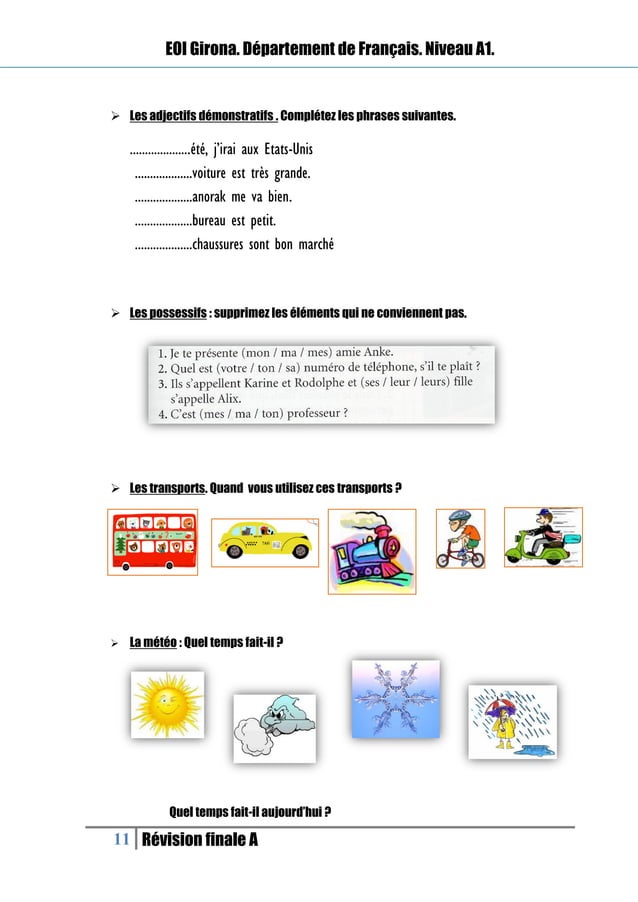 EOI Girona. Département de Français. Niveau A1.
➢ Les adjectifs démonstratifs . Complétez les phrases suivantes.
....................été, j’irai aux Etats-Unis
...................voiture est très grande.
...................anorak me va bien.
...................bureau est petit.
...................chaussures sont bon marché
➢ Les possessifs : supprimez les éléments qui ne conviennent pas.
1. Je te présente (mon / ma / mes) amie Anke.
2. Quel est (votre / ton / sa) numéro de téléphone, s’il te plaît ?
3. Ils s’appellent Karine et Rodolphe et (ses / leur / leurs) fille
s’appelle Alix.
4. C’est (mes / ma / ton) professeur ?
➢ Les transports. Quand vous utilisez ces transports ?
TAXI
➢ La météo : Quel temps fait-il ?
Quel temps fait-il aujourd’hui ?
11 Révision finale A